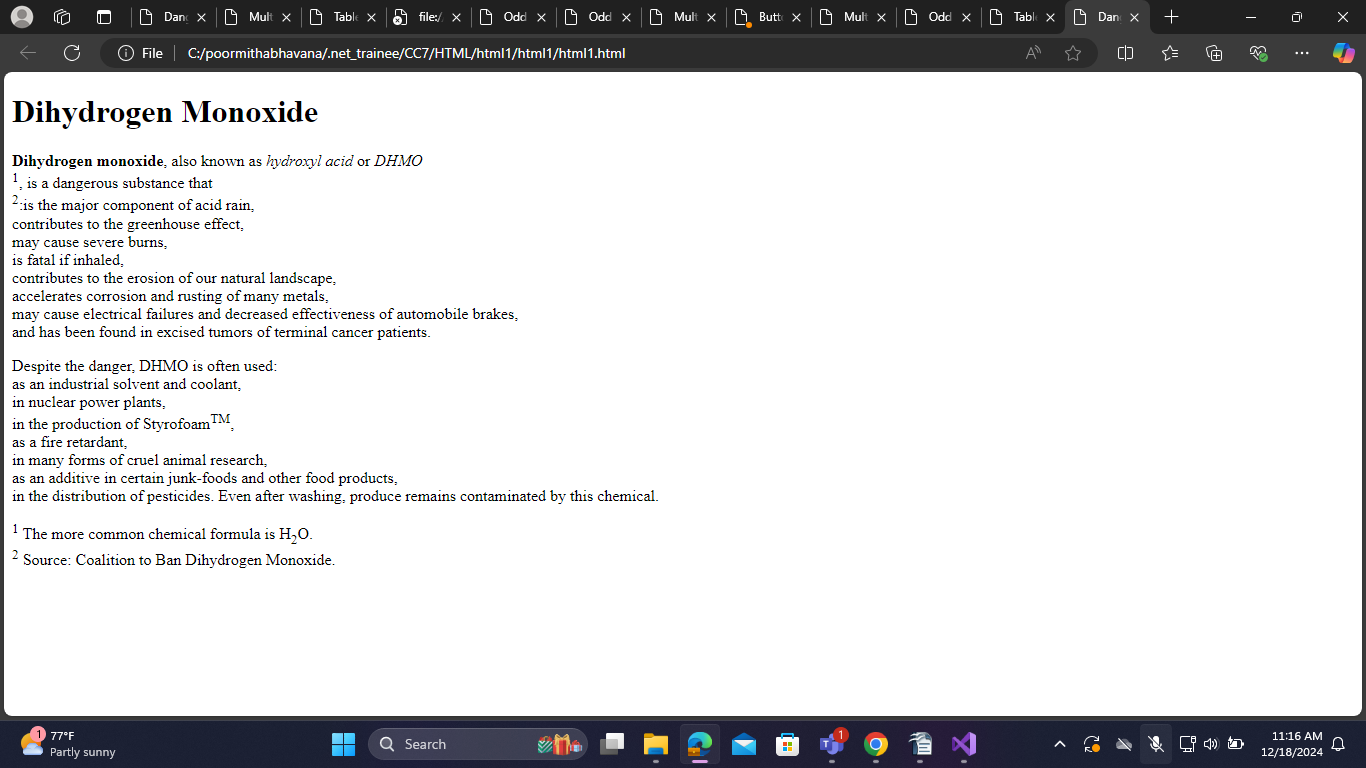 Dang
Mult
Table
file:/
Odd
Odd
Mult
Butt
Mult
Odd
Tabl
Dan
File
C:/poormithabhavana/.net_trainee/CC7/HTML/html1/html1/html1.html
Dihydrogen Monoxide
Dihydrogen monoxide, also known as hydroxyl acid or DHMO
1, is a dangerous substance that
2:is the major component of acid rain,
contributes to the greenhouse effect,
may cause severe burns,
is fatal if inhaled,
contributes to the erosion of our natural landscape,
accelerates corrosion and rusting of many metals,
may cause electrical failures and decreased effectiveness of automobile brakes,
and has been found in excised tumors of terminal cancer patients.
Despite the danger, DHMO is often used:
as an industrial solvent and coolant,
in nuclear power plants,
in the production of StyrofoamTM,
as a fire retardant,
in many forms of cruel animal research,
as an additive in certain junk-foods and other food products,
in the distribution of pesticides. Even after washing, produce remains contaminated by this chemical.
1 The more common chemical formula is H2O.
2 Source: Coalition to Ban Dihydrogen Monoxide.
1
77°F
Partly sunny
Search
1
11:16 AM
12/18/2024